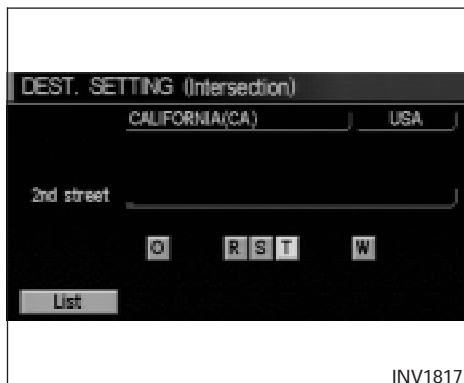 DEST. SETTING (Intersection)
CALIFORNIA(CA) USA
2nd street
O R S T W
List
INV1817